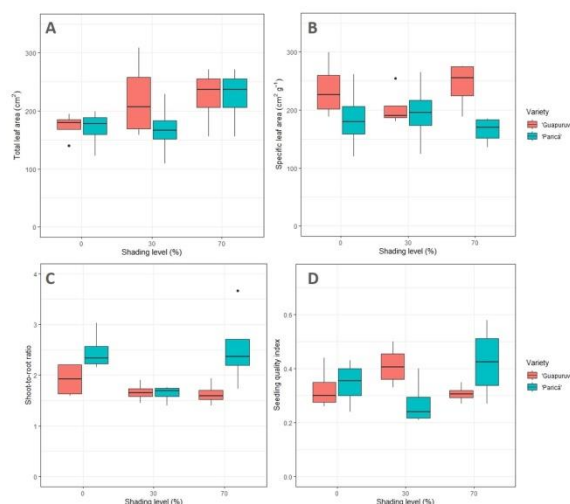 A
Total leaf area (cm²)
300
200
100
0
0 30 70
Shading level (%)
B
Specific leaf area (cm² g⁻¹)
300
200
100
0
0 30 70
Shading level (%)
Variety
'Guapuruv
'Paricá'
C
Shoot-to-root ratio
4
3
2
1
0
0 30 70
Shading level (%)
D
Seeding quality index
0.6
0.4
0.2
0.0
0 30 70
Shading level (%)
Variety
'Guapuruv
'Paricá'